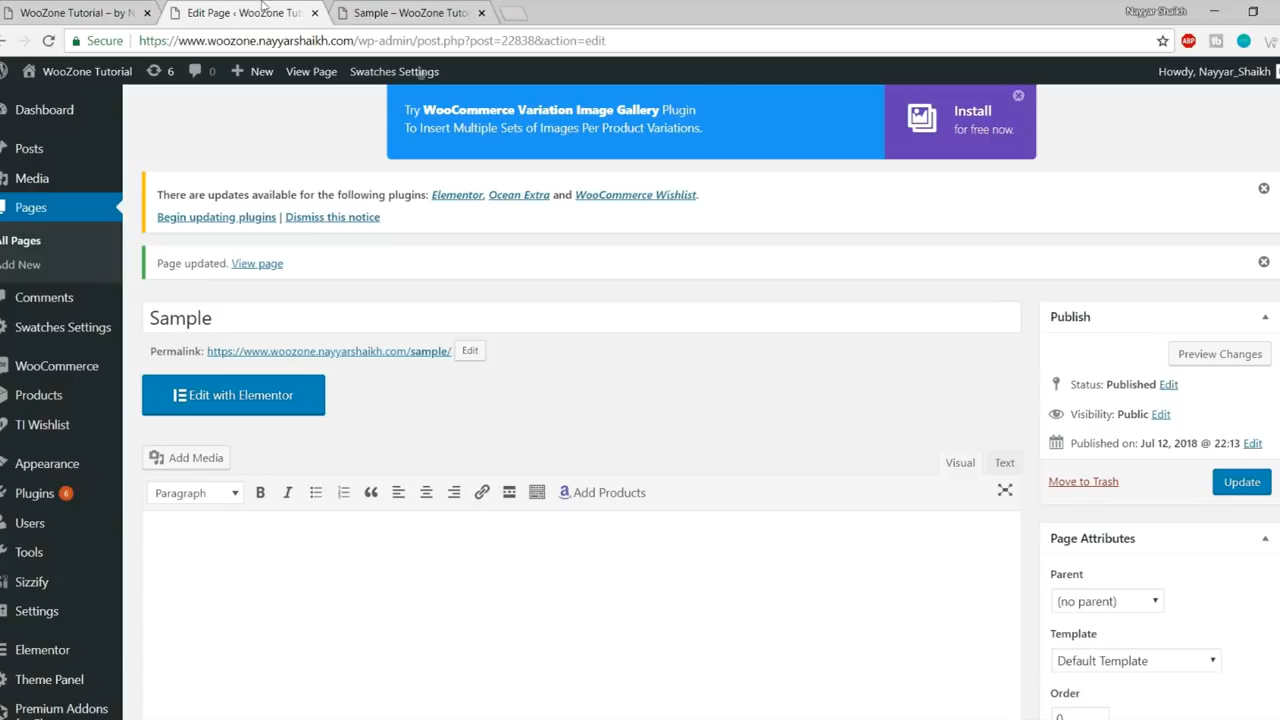 WooZone Tutorial – by N
Edit Page ‹ WooZone Tut
Sample – WooZone Tuto
Nayyar Shaikh
Secure
https://www.woozone.nayyarshaikh.com/wp-admin/post.php?post=22838&action=edit
ABP
WooZone Tutorial
6
0
New
View Page
Swatches Settings
Howdy, Nayyar_Shaikh
Dashboard
Posts
Media
Pages
All Pages
Add New
Comments
Swatches Settings
WooCommerce
Products
TI Wishlist
Appearance
Plugins 6
Users
Tools
Sizzify
Settings
Elementor
Theme Panel
Premium Addons
Try WooCommerce Variation Image Gallery Plugin
To Insert Multiple Sets of Images Per Product Variations.
Install
for free now.
There are updates available for the following plugins: Elementor, Ocean Extra and WooCommerce Wishlist.
Begin updating plugins | Dismiss this notice
Page updated. View page
Sample
Permalink: https://www.woozone.nayyarshaikh.com/sample/ Edit
Edit with Elementor
Add Media
Visual
Text
Paragraph
B
I
Add Products
Publish
Preview Changes
Status: Published Edit
Visibility: Public Edit
Published on: Jul 12, 2018 @ 22:13 Edit
Move to Trash
Update
Page Attributes
Parent
(no parent)
Template
Default Template
Order
0